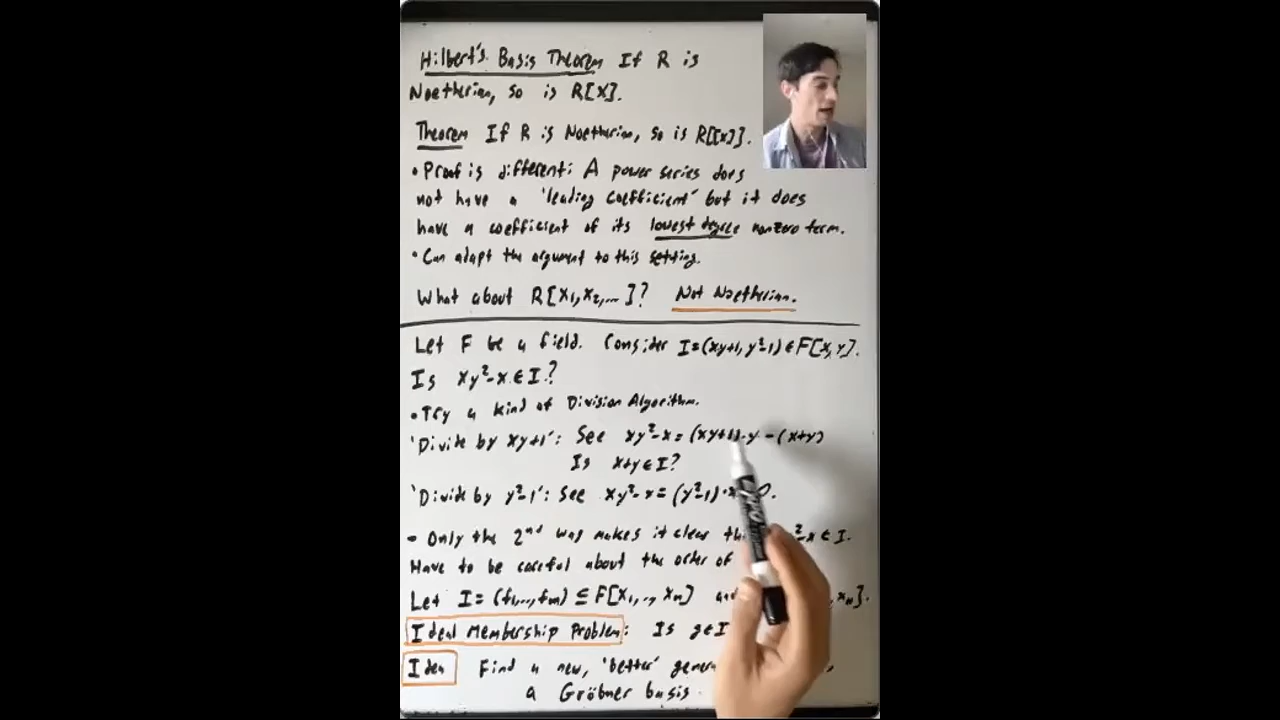 Hilbert's Basis Theorem If R is
Noetherian, so is R[x].
Theorem If R is Noetherian, so is R[[x]].
• Proof is different: A power series does
not have a 'leading coefficient' but it does
have a coefficient of its lowest degree nonzero term.
• Can adapt the argument to this setting.
What about R[x₁,x₂,...]? Not Noetherian.
Let F be a field. Consider I=(xy+1, y²-1) ∈ F[x,y].
Is xy²-x ∈ I?
• Try a kind of Division Algorithm.
'Divide by xy+1': See xy²-x = (xy+1)·y -(x+y)
Is x+y ∈ I?
'Divide by y²-1': See xy²-x = (y²-1)·x
• Only the 2nd way makes it clear ²-x ∈ I.
Have to be careful about the order of
Let I = (f₁,..,fₘ) ⊆ F[x₁,..,xₙ] and ,xₙ].
Ideal Membership Problem: Is g∈I
Idea Find a new, 'better'
a Gröbner basis.